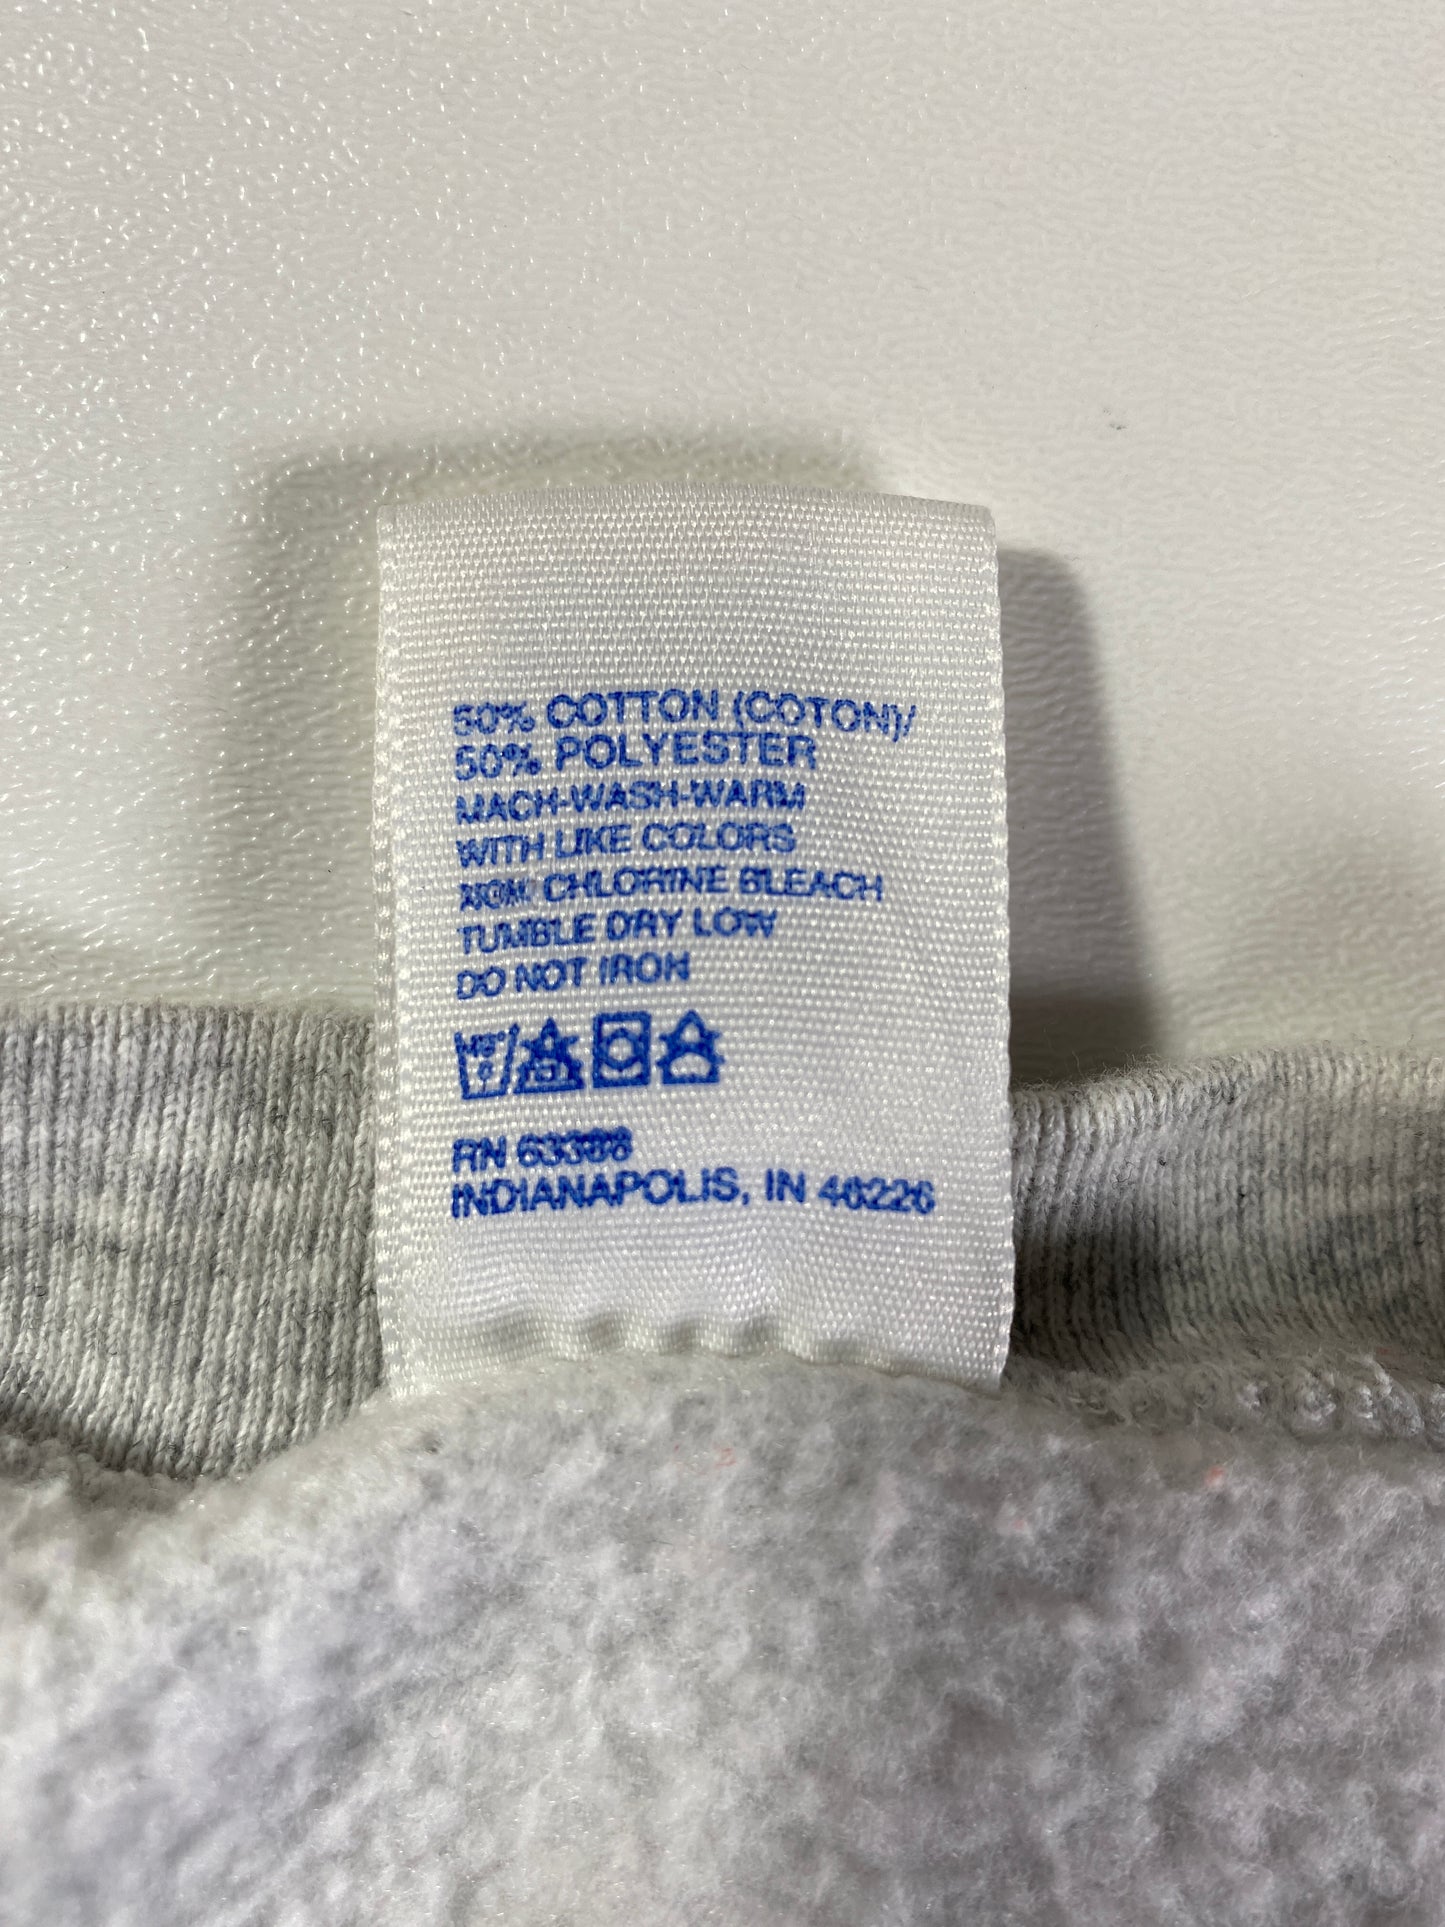 50% COTTON (COTON)/
50% POLYESTER
MACH-WASH-WARM
WITH LIKE COLORS
NON CHLORINE BLEACH
TUMBLE DRY LOW
DO NOT IRON
RN 63388
INDIANAPOLIS, IN 46226